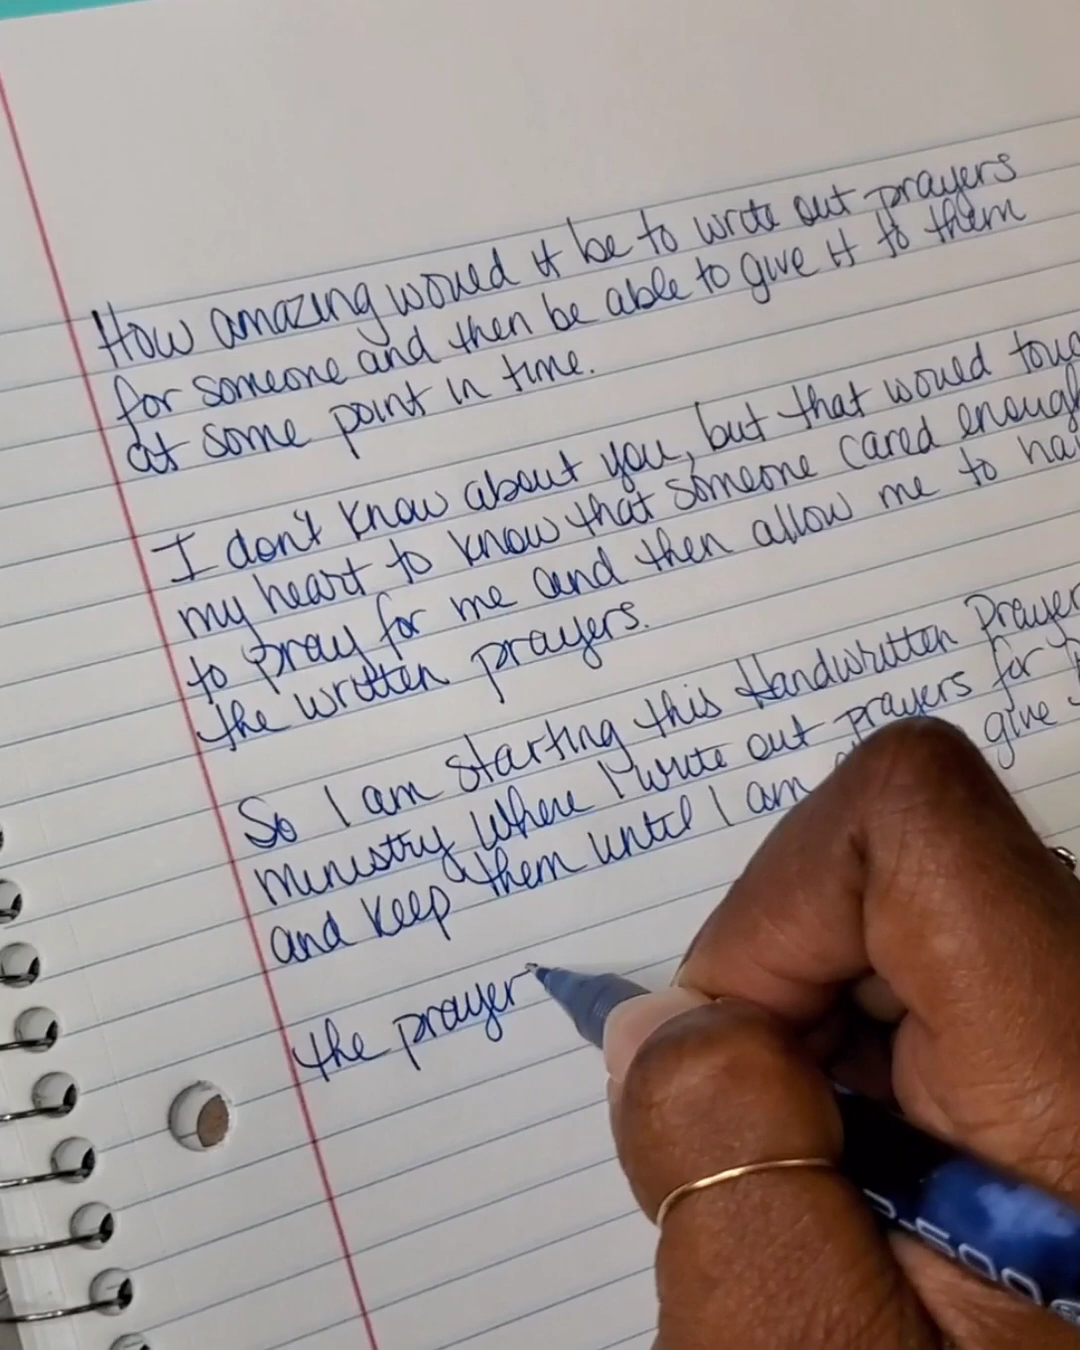 How amazing would it be to write out prayers
for someone and then be able to give it to them
at some point in time.
I don't know about you, but that would
my heart to know that someone cared enough
to pray for me and then allow me to
the written prayers.
So I am starting this Handwritten Prayer
ministry where I write out prayers for
and keep them until I am give
the prayer